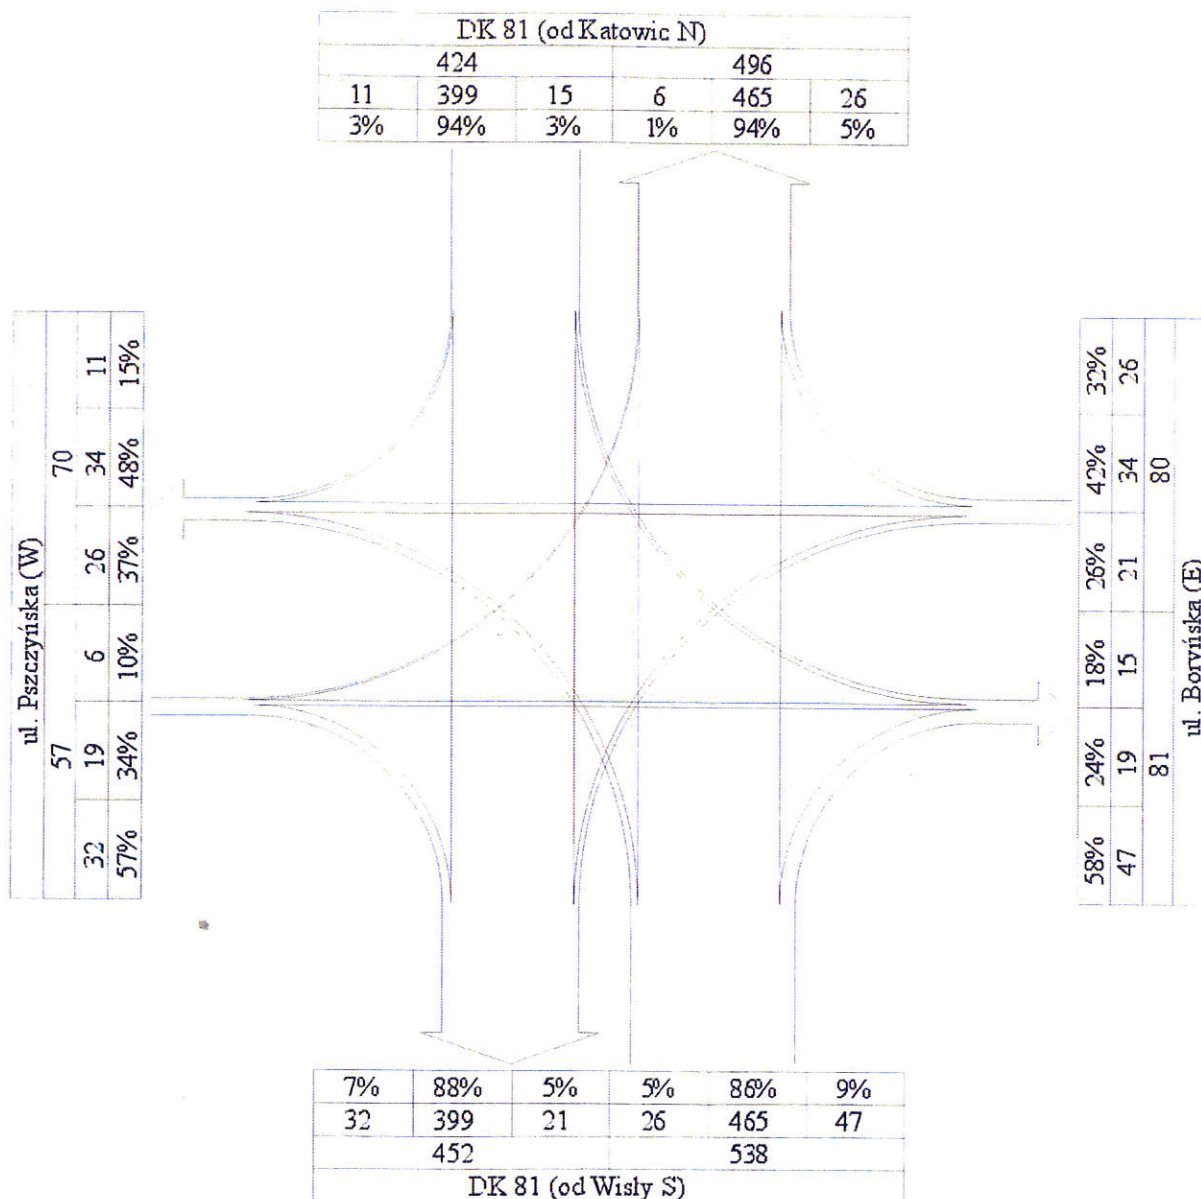 DK 81 (od Katowic N)
424 496
11 399 15 6 465 26
3% 94% 3% 1% 94% 5%
ul. Pszczyńska (W)
57 70
32 19 6 26 34 11
57% 34% 10% 37% 48% 15%
58% 24% 18% 26% 42% 32%
47 19 15 21 34 26
81 80
ul. Boryńska (E)
7% 88% 5% 5% 86% 9%
32 399 21 26 465 47
452 538
DK 81 (od Wisły S)